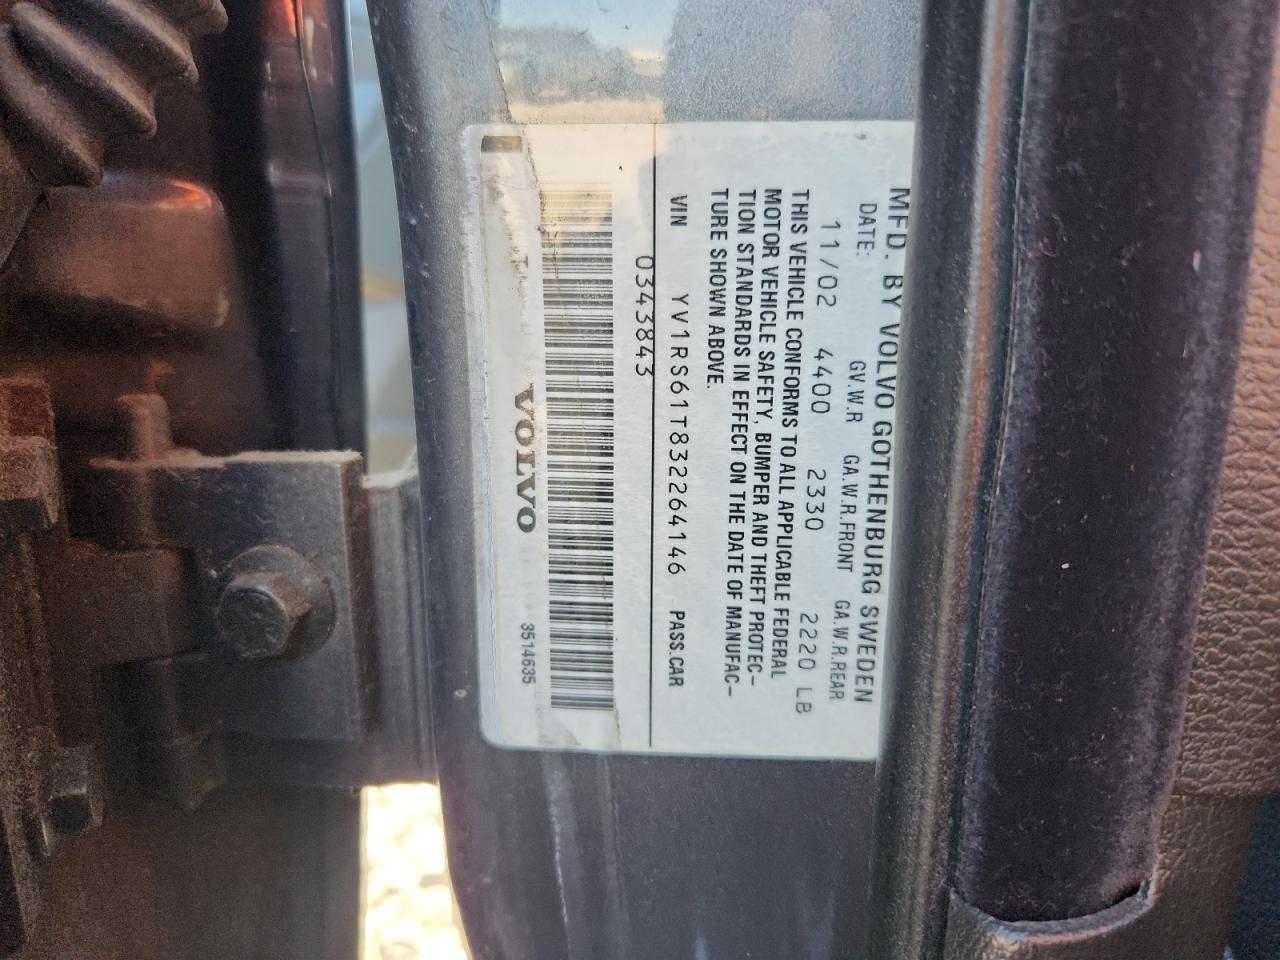 MFD. BY VOLVO GOTHENBURG SWEDEN
DATE: GV.W.R GA.W.R.FRONT GA.W.R.REAR
11/02 4400 2330 2220 LB
THIS VEHICLE CONFORMS TO ALL APPLICABLE FEDERAL
MOTOR VEHICLE SAFETY, BUMPER AND THEFT PROTEC-
TION STANDARDS IN EFFECT ON THE DATE OF MANUFAC-
TURE SHOWN ABOVE.
VIN YV1RS61T832264146 PASS.CAR
0343843
VOLVO 3514635